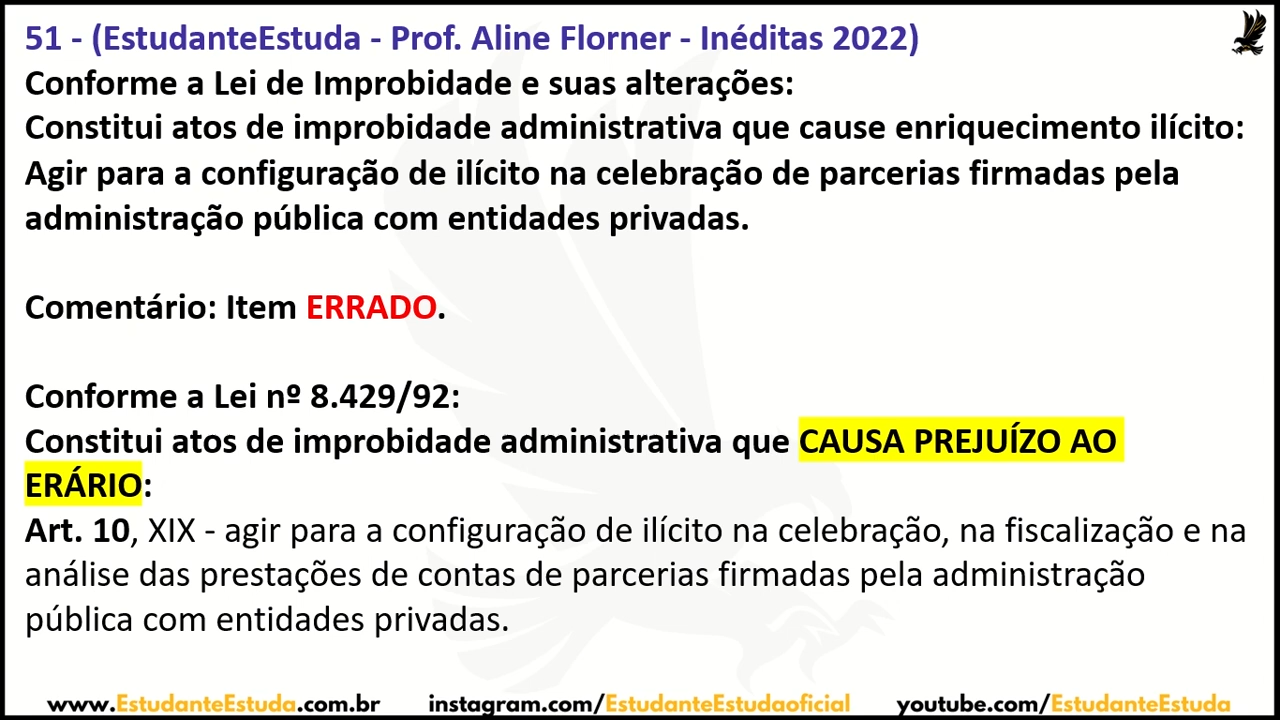 51 - (EstudanteEstuda - Prof. Aline Florner - Inéditas 2022)
Conforme a Lei de Improbidade e suas alterações:
Constitui atos de improbidade administrativa que cause enriquecimento ilícito:
Agir para a configuração de ilícito na celebração de parcerias firmadas pela
administração pública com entidades privadas.
Comentário: Item ERRADO.
Conforme a Lei nº 8.429/92:
Constitui atos de improbidade administrativa que CAUSA PREJUÍZO AO
ERÁRIO:
Art. 10, XIX - agir para a configuração de ilícito na celebração, na fiscalização e na
análise das prestações de contas de parcerias firmadas pela administração
pública com entidades privadas.
www.EstudanteEstuda.com.br instagram.com/EstudanteEstudaoficial youtube.com/EstudanteEstuda